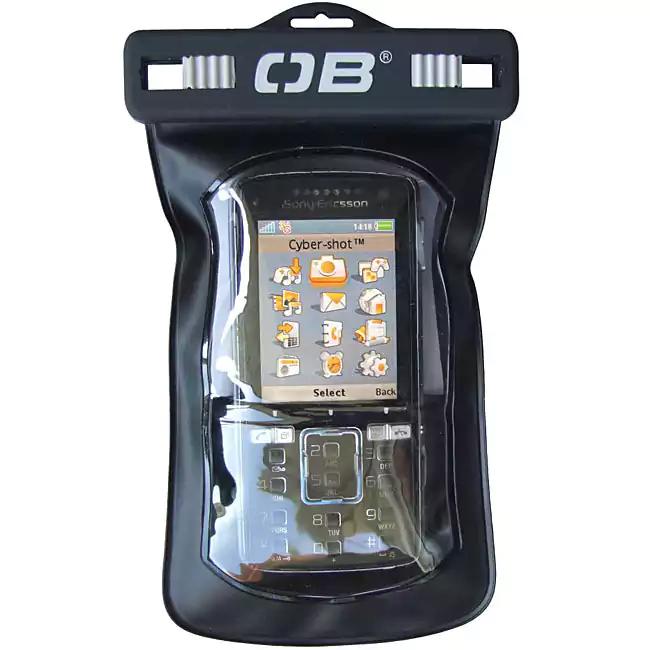 OB®
Sony Ericsson
14:18
Cyber-shot™
Select Back
2
ABC
3
DEF
4
GHI
5
JKL
6
7
PQRS
8
TUV
9
WXYZ
0
#
+